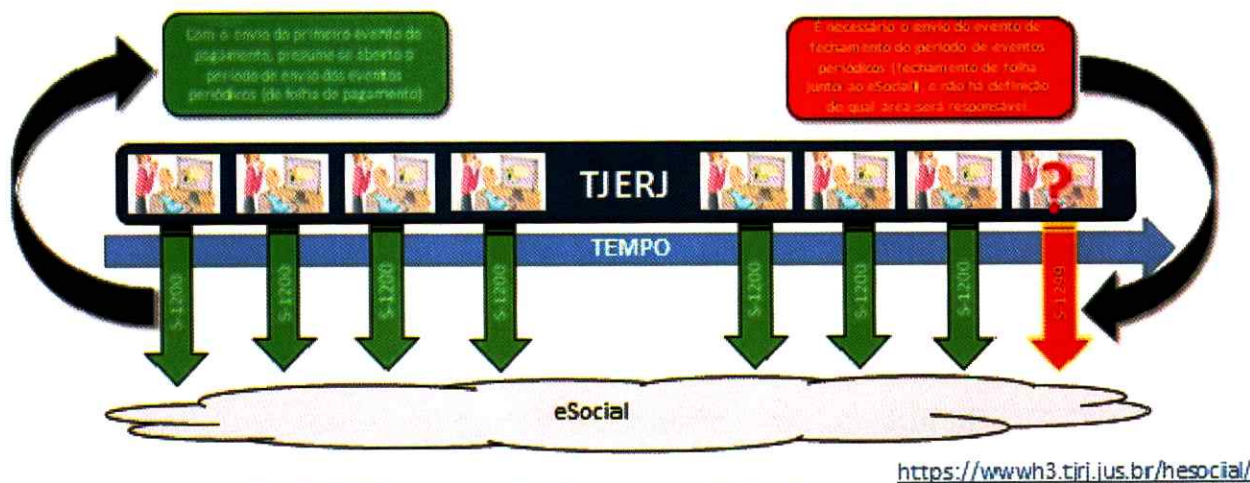 Com o envio do primeiro evento de
pagamento, presume-se aberto o
período de envio dos eventos
periódicos (de folha de pagamento)
É necessário o envio do evento de
fechamento do período de eventos
periódicos (fechamento de folha
junto ao eSocial), e não há definição
de qual área será responsável.
TJERJ
?
TEMPO
S-1200
S-1200
S-1200
S-1200
S-1200
S-1200
S-1200
S-1299
eSocial
https://wwwh3.tjrj.jus.br/hesocial/